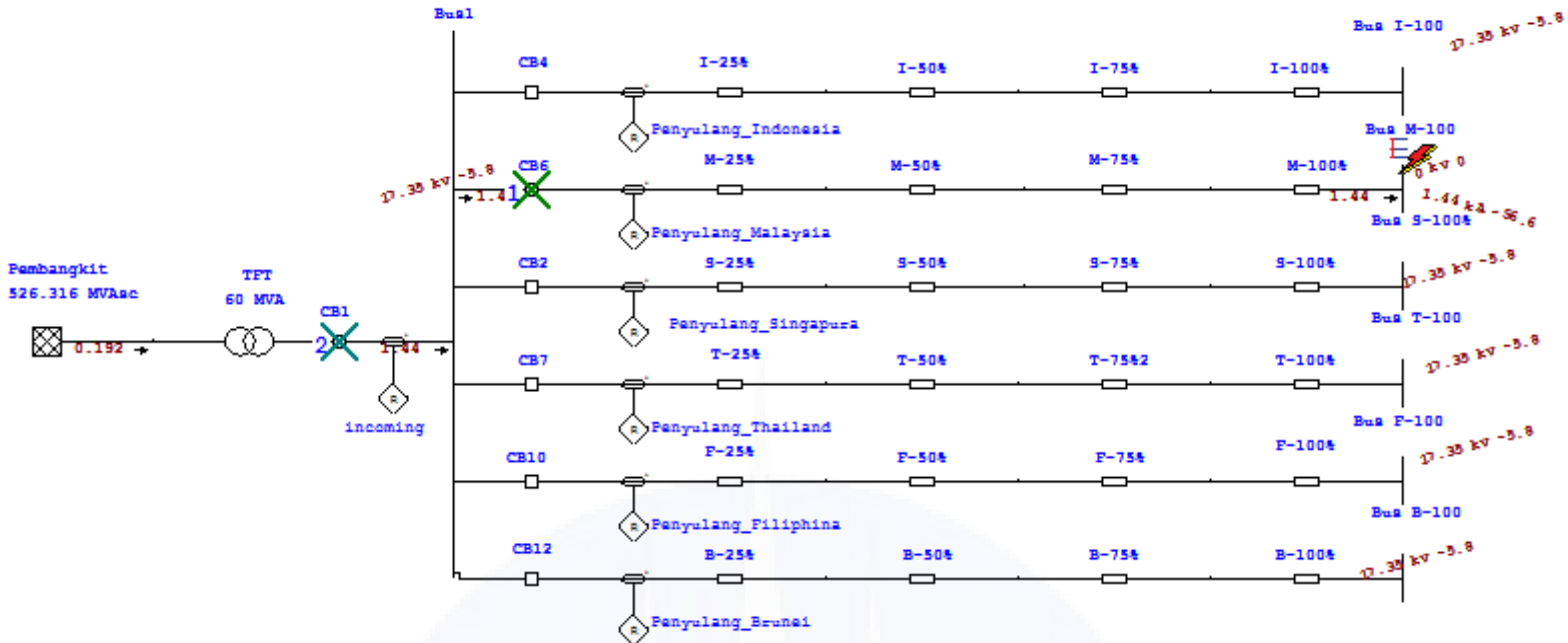 Bus1
Bus I-100
17.35 kv -5.8
CB4
I-25%
I-50%
I-75%
I-100%
Penyulang_Indonesia
Bus M-100
CB6
M-25%
M-50%
M-75%
M-100%
0 kv 0
17.35 kv -5.8
1
1.44
1.44 kA -56.6
Penyulang_Malaysia
Bus S-100%
CB2
S-25%
S-50%
S-75%
S-100%
17.35 kv -5.8
Pembangkit
526.316 MVAsc
TFT
60 MVA
CB1
Penyulang_Singapura
Bus T-100
0.192
2
1.44
CB7
T-25%
T-50%
T-75%2
T-100%
17.35 kv -5.8
incoming
Penyulang_Thailand
Bus F-100
CB10
F-25%
F-50%
F-75%
F-100%
17.35 kv -5.8
Penyulang_Filiphina
Bus B-100
CB12
B-25%
B-50%
B-75%
B-100%
17.35 kv -5.8
Penyulang_Brunei